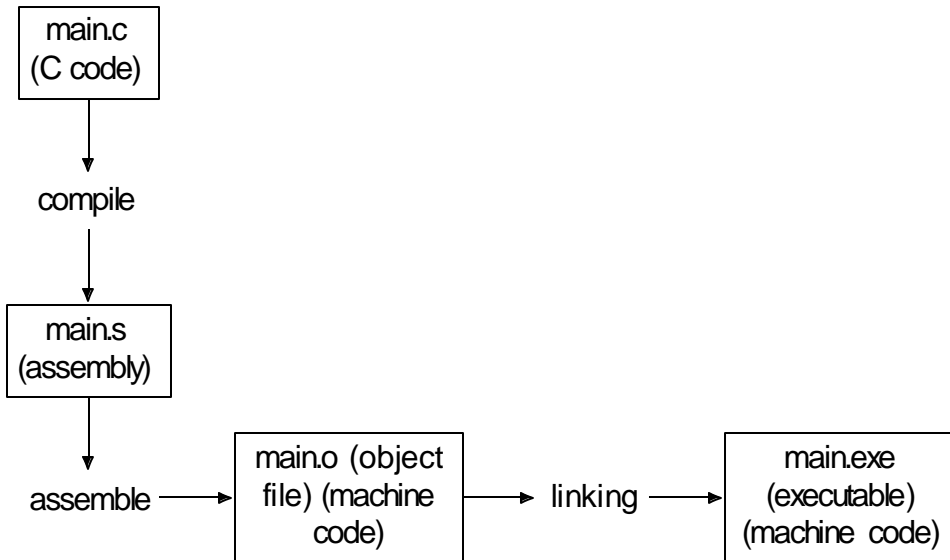 main.c
(C code)
compile
main.s
(assembly)
assemble
main.o (object
file) (machine
code)
linking
main.exe
(executable)
(machine code)